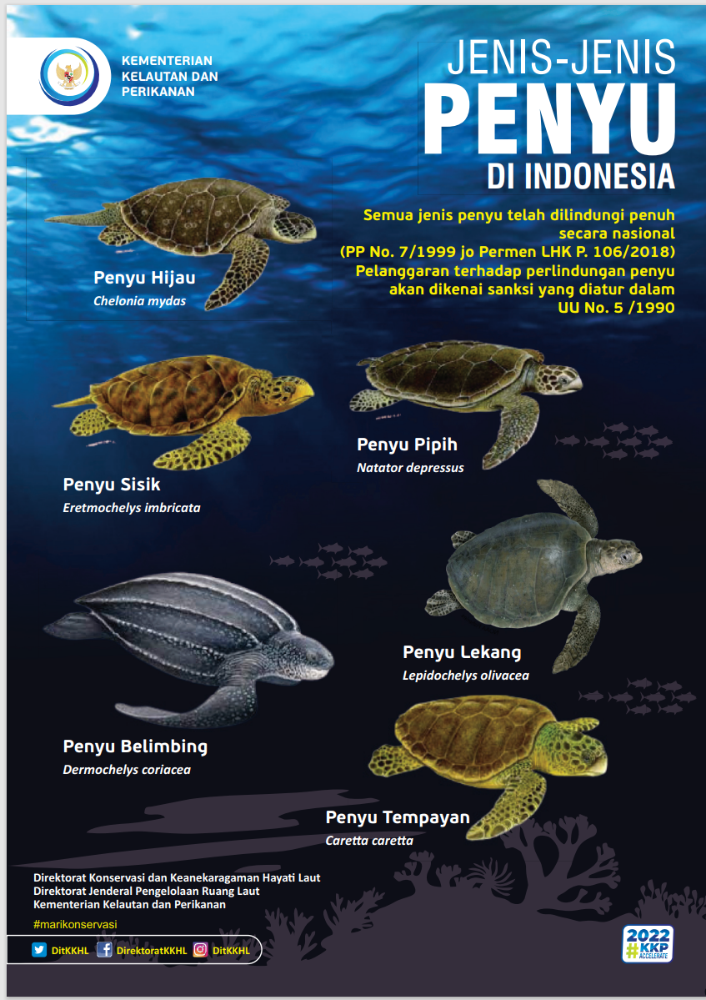 KEMENTERIAN
KELAUTAN DAN
PERIKANAN
JENIS-JENIS
PENYU
DI INDONESIA
Semua jenis penyu telah dilindungi penuh
secara nasional
(PP No. 7/1999 jo Permen LHK P. 106/2018)
Pelanggaran terhadap perlindungan penyu
akan dikenai sanksi yang diatur dalam
UU No. 5 /1990
Penyu Hijau
Chelonia mydas
Penyu Pipih
Natator depressus
Penyu Sisik
Eretmochelys imbricata
Penyu Lekang
Lepidochelys olivacea
Penyu Belimbing
Dermochelys coriacea
Penyu Tempayan
Caretta caretta
Direktorat Konservasi dan Keanekaragaman Hayati Laut
Direktorat Jenderal Pengelolaan Ruang Laut
Kementerian Kelautan dan Perikanan
#marikonservasi
DitKKHL DirektoratKKHL DitKKHL
2022
#KKP
ACCELERATE